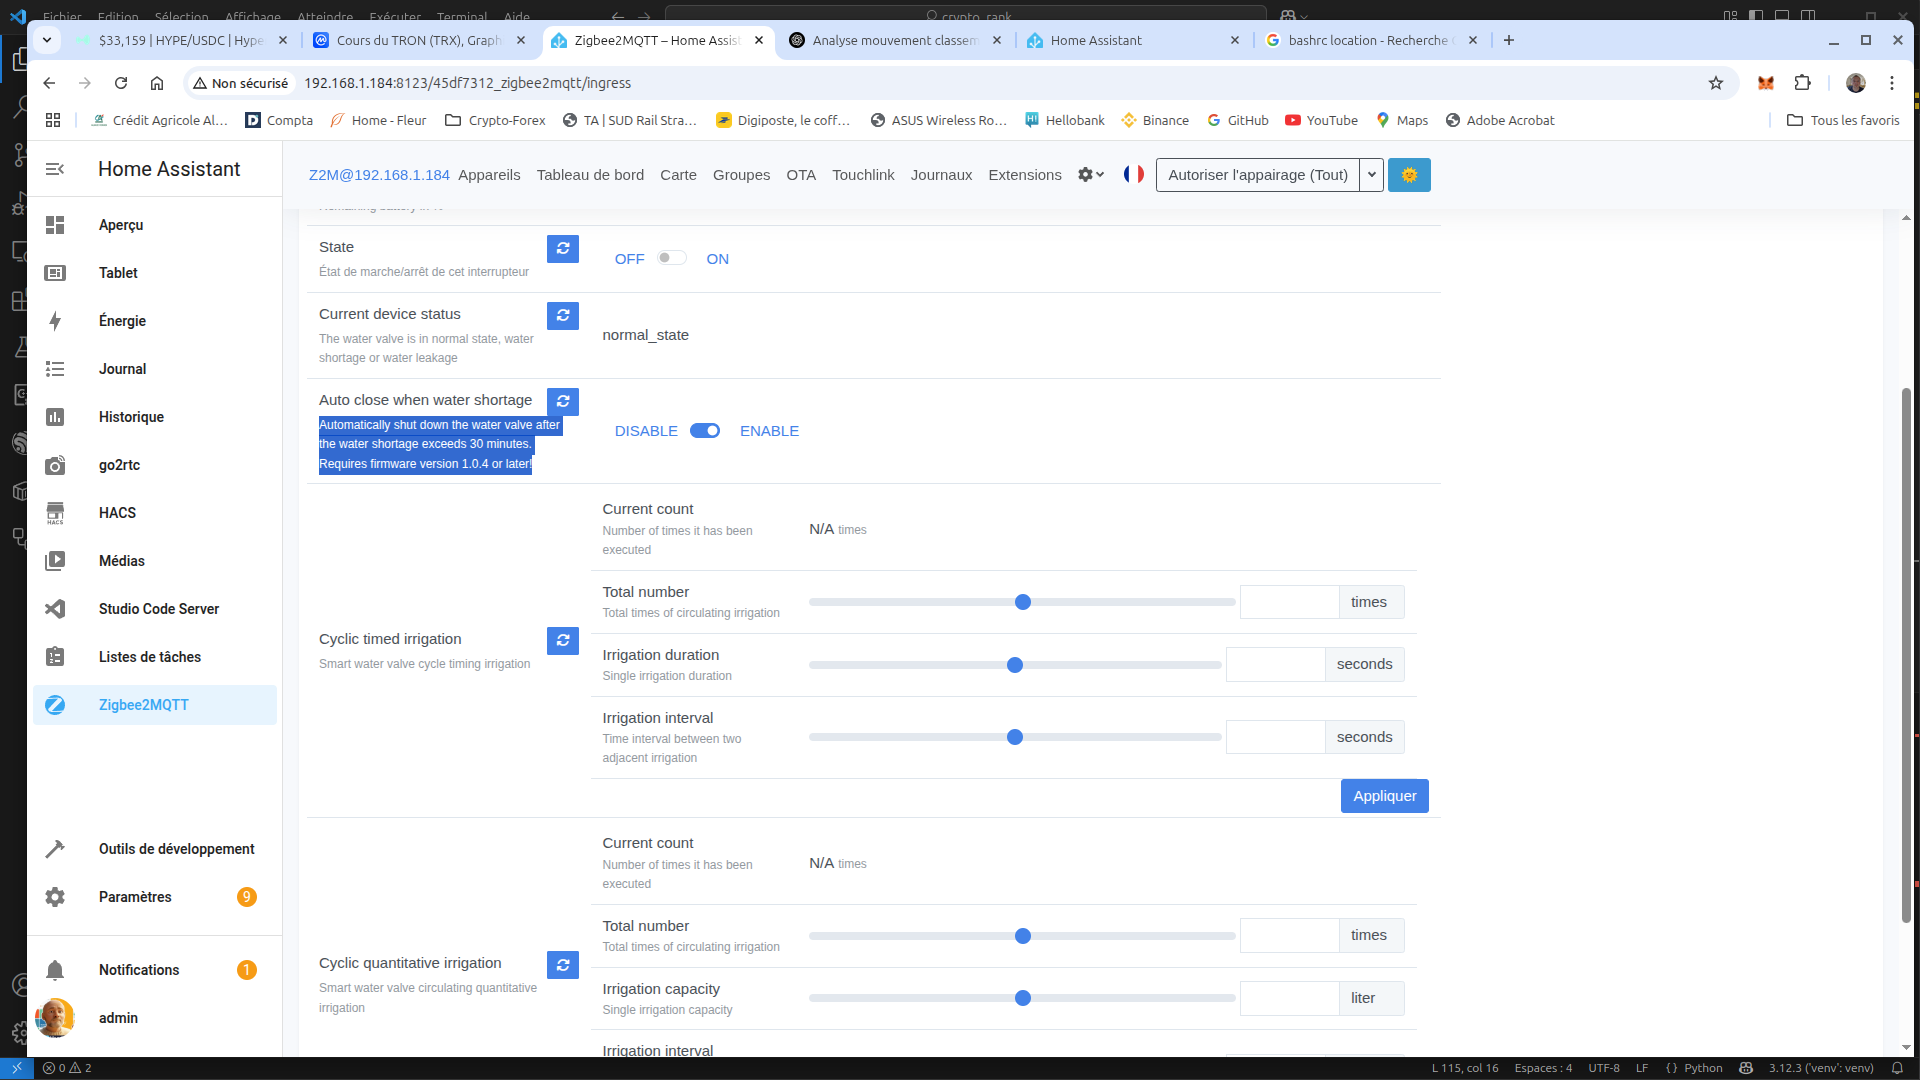 Fichier Edition Sélection Affichage Atteindre Exécuter Terminal Aide
crypto_rank
$33,159 | HYPE/USDC | Hype
Cours du TRON (TRX), Graph
Zigbee2MQTT – Home Assist
Analyse mouvement classem
Home Assistant
bashrc location - Recherche
Non sécurisé
192.168.1.184:8123/45df7312_zigbee2mqtt/ingress
Crédit Agricole Al...
Compta
Home - Fleur
Crypto-Forex
TA | SUD Rail Stra...
Digiposte, le coff...
ASUS Wireless Ro...
Hellobank
Binance
GitHub
YouTube
Maps
Adobe Acrobat
Tous les favoris
Home Assistant
Aperçu
Tablet
Énergie
Journal
Historique
go2rtc
HACS
Médias
Studio Code Server
Listes de tâches
Zigbee2MQTT
Outils de développement
Paramètres
9
Notifications
1
admin
Z2M@192.168.1.184
Appareils
Tableau de bord
Carte
Groupes
OTA
Touchlink
Journaux
Extensions
Autoriser l'appairage (Tout)
State
État de marche/arrêt de cet interrupteur
OFF
ON
Current device status
The water valve is in normal state, water
shortage or water leakage
normal_state
Auto close when water shortage
Automatically shut down the water valve after
the water shortage exceeds 30 minutes.
Requires firmware version 1.0.4 or later!
DISABLE
ENABLE
Cyclic timed irrigation
Smart water valve cycle timing irrigation
Current count
Number of times it has been
executed
N/A times
Total number
Total times of circulating irrigation
times
Irrigation duration
Single irrigation duration
seconds
Irrigation interval
Time interval between two
adjacent irrigation
seconds
Appliquer
Cyclic quantitative irrigation
Smart water valve circulating quantitative
irrigation
Current count
Number of times it has been
executed
N/A times
Total number
Total times of circulating irrigation
times
Irrigation capacity
Single irrigation capacity
liter
Irrigation interval
0
2
L 115, col 16
Espaces : 4
UTF-8
LF
{ } Python
3.12.3 ('venv': venv)